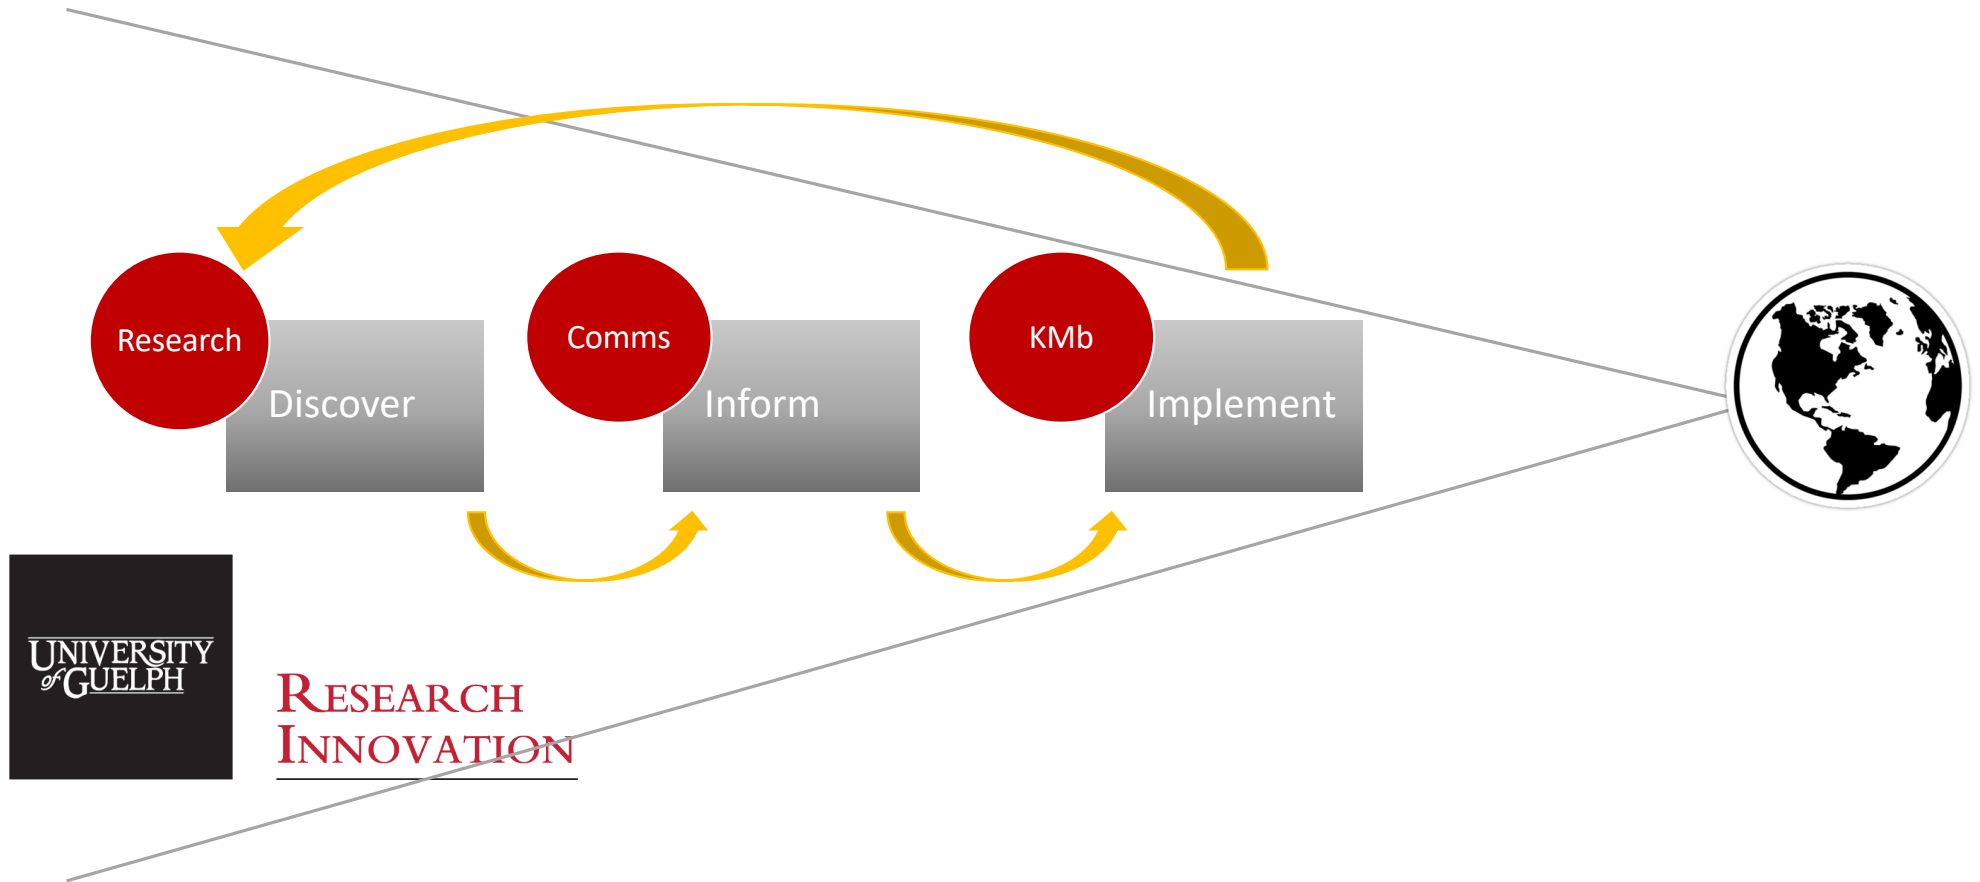 Research
Discover
Comms
Inform
KMb
Implement
UNIVERSITY
of GUELPH
RESEARCH
INNOVATION